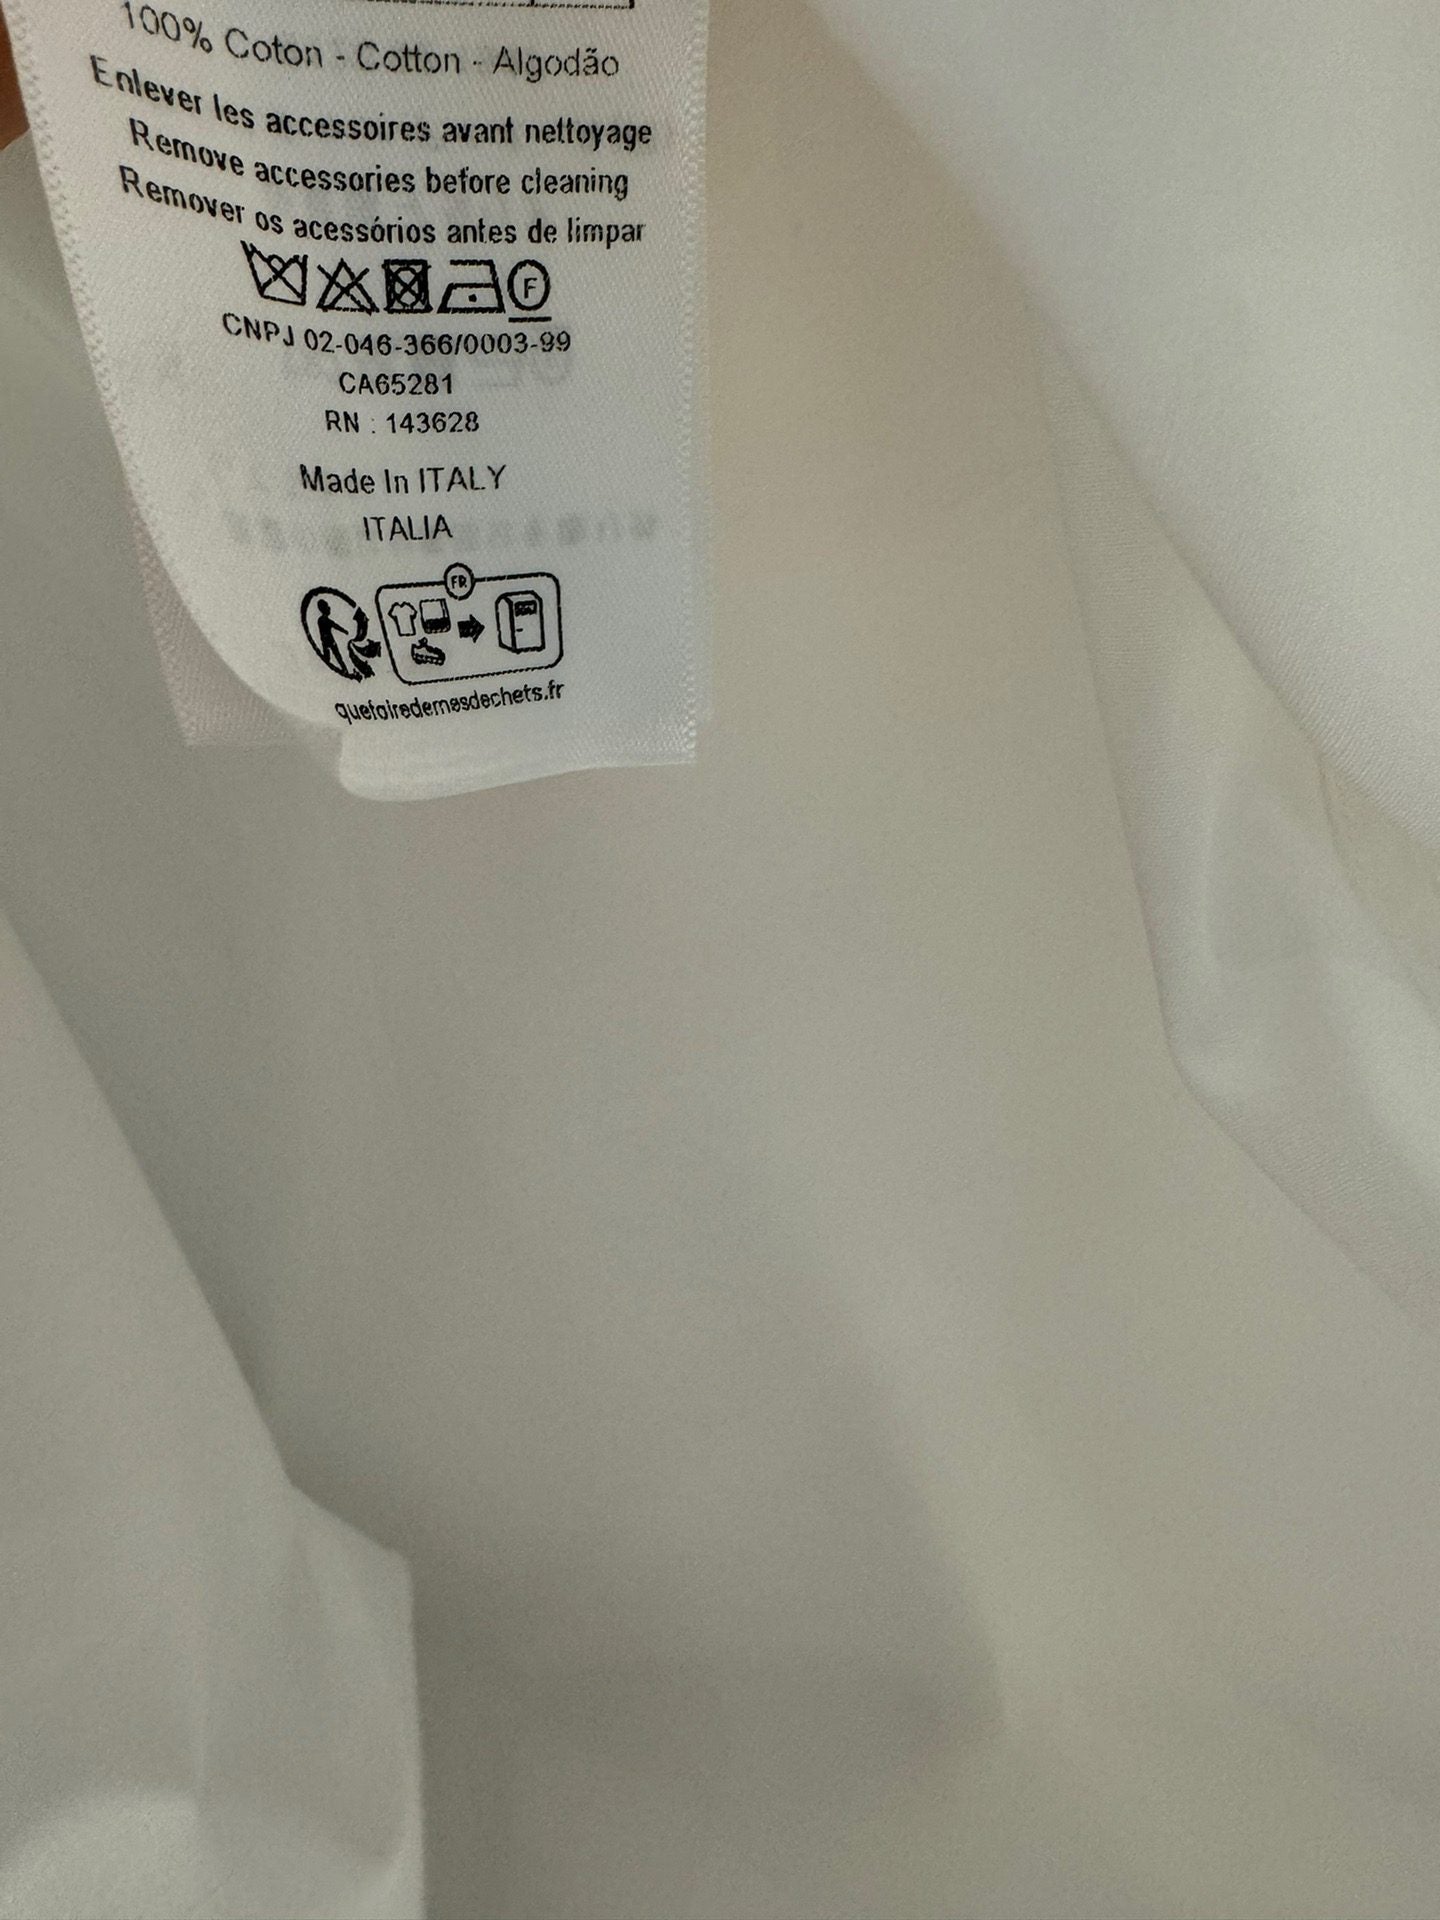 100% Coton - Cotton - Algodão
Enlever les accessoires avant nettoyage
Remove accessories before cleaning
Remover os acessórios antes de limpar
F
CNPJ 02-046-366/0003-99
CA65281
RN : 143628
Made In ITALY
ITALIA
FR
quefairedemesdechets.fr